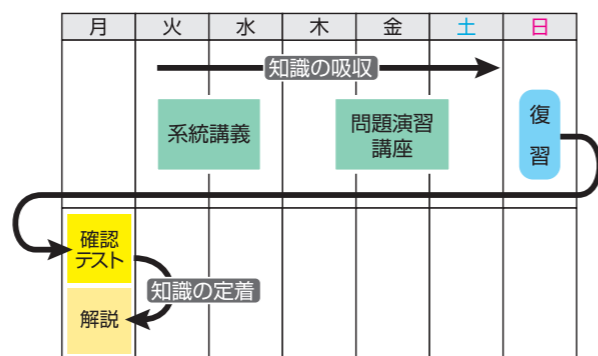 月 火 水 木 金 土 日
知識の吸収
系統講義
問題演習
講座
復
習
確認
テスト
知識の定着
解説